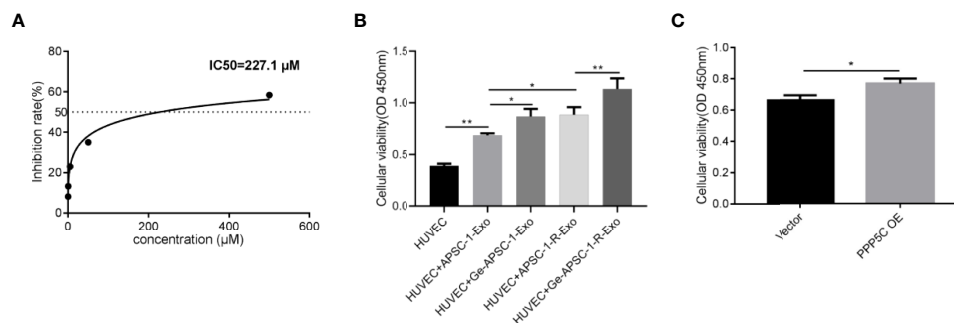 A
IC50=227.1 μM
Inhibition rate(%)
80
60
50
40
20
0
0
200
400
600
concentration (μM)
B
Cellular viability(OD 450nm)
1.5
1.0
0.5
0.0
**
*
*
**
HUVEC
HUVEC+APSC-1-Exo
HUVEC+Ge-APSC-1-Exo
HUVEC+APSC-1-R-Exo
HUVEC+Ge-APSC-1-R-Exo
C
Cellular viability(OD 450nm)
1.0
0.8
0.6
0.4
0.2
0.0
*
Vector
PPP5C OE